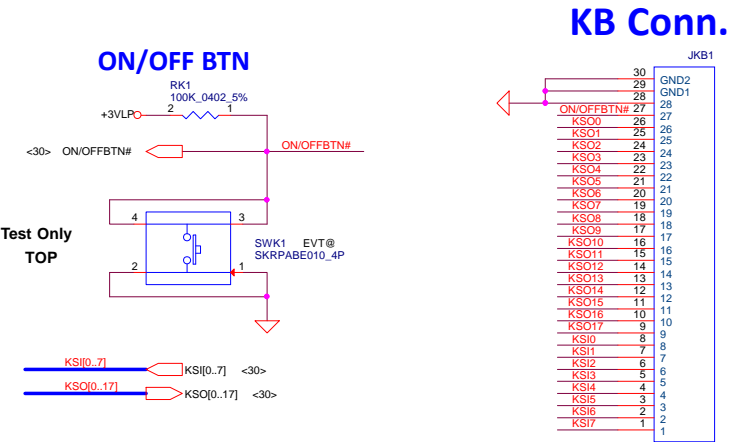 KB Conn.
ON/OFF BTN
RK1
100K_0402_5%
+3VLP
2
1
<30> ON/OFFBTN#
ON/OFFBTN#
4
3
Test Only
TOP
SWK1 EVT@
SKRPABE010_4P
2
1
KSI[0..7]
KSI[0..7] <30>
KSO[0..17]
KSO[0..17] <30>
JKB1
30 GND2
29 GND1
28 28
ON/OFFBTN# 27 27
KSO0 26 26
KSO1 25 25
KSO2 24 24
KSO3 23 23
KSO4 22 22
KSO5 21 21
KSO6 20 20
KSO7 19 19
KSO8 18 18
KSO9 17 17
KSO10 16 16
KSO11 15 15
KSO12 14 14
KSO13 13 13
KSO14 12 12
KSO15 11 11
KSO16 10 10
KSO17 9 9
KSI0 8 8
KSI1 7 7
KSI2 6 6
KSI3 5 5
KSI4 4 4
KSI5 3 3
KSI6 2 2
KSI7 1 1